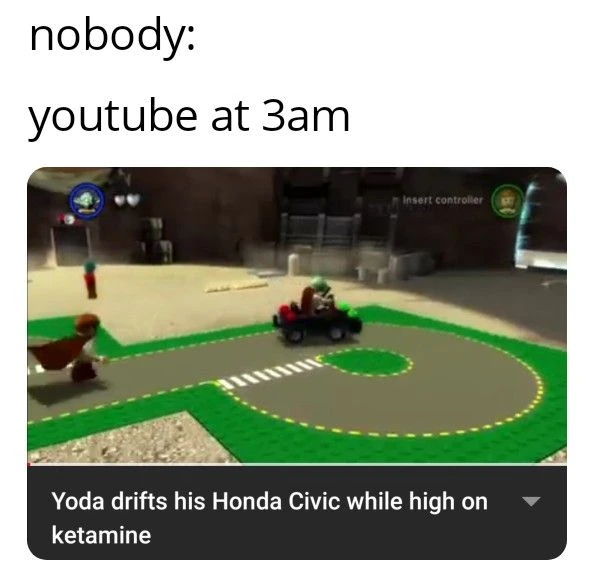 nobody:
youtube at 3am
Insert controller
Yoda drifts his Honda Civic while high on
ketamine